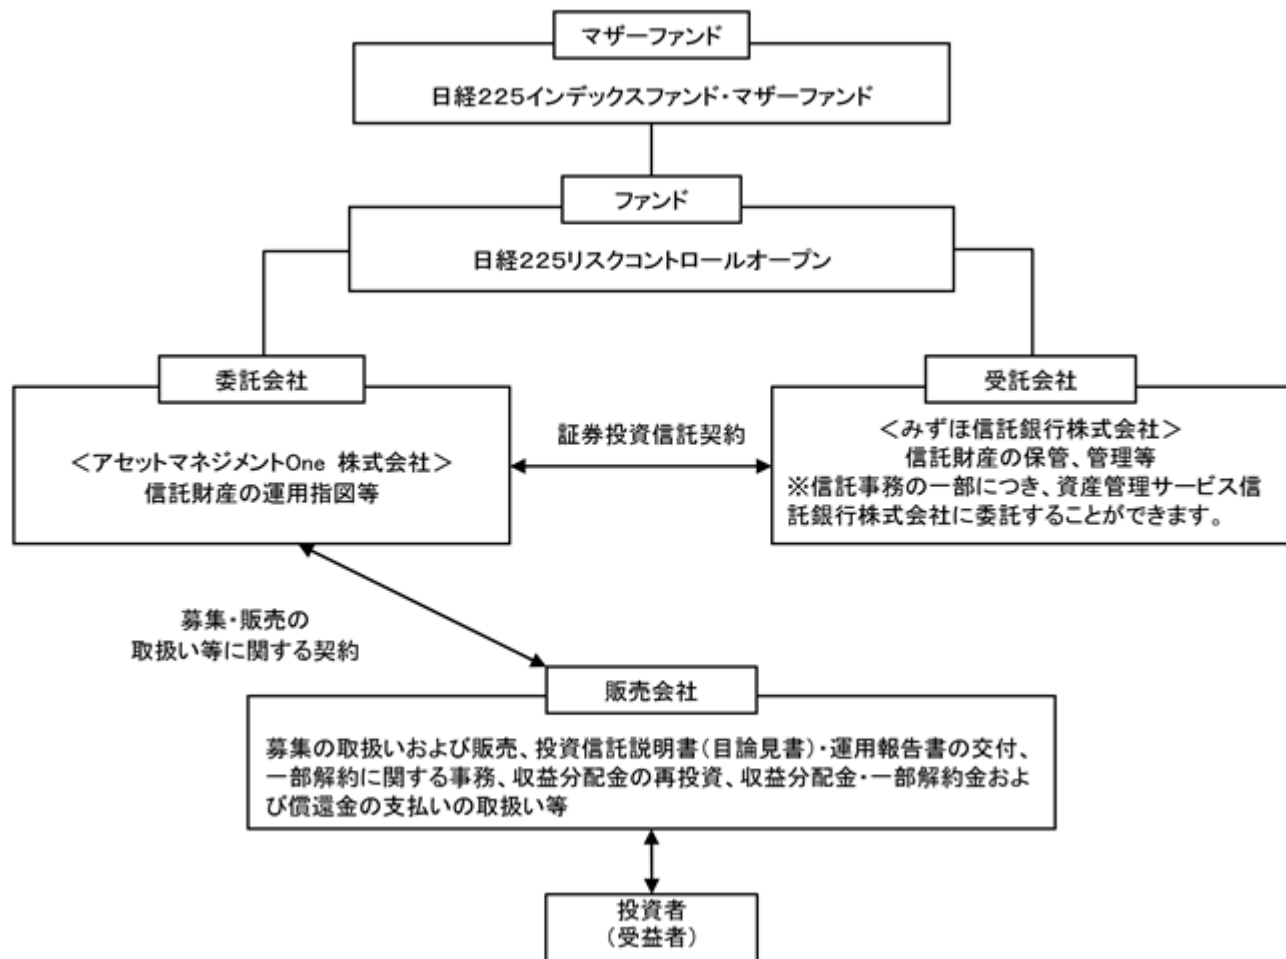 マザーファンド
日経225インデックスファンド・マザーファンド
ファンド
日経225リスクコントロールオープン
委託会社
＜アセットマネジメントOne 株式会社＞
信託財産の運用指図等
証券投資信託契約
受託会社
＜みずほ信託銀行株式会社＞
信託財産の保管、管理等
※信託事務の一部につき、資産管理サービス信
託銀行株式会社に委託することができます。
募集・販売の
取扱い等に関する契約
販売会社
募集の取扱いおよび販売、投資信託説明書（目論見書）・運用報告書の交付、
一部解約に関する事務、収益分配金の再投資、収益分配金・一部解約金およ
び償還金の支払いの取扱い等
投資者
（受益者）